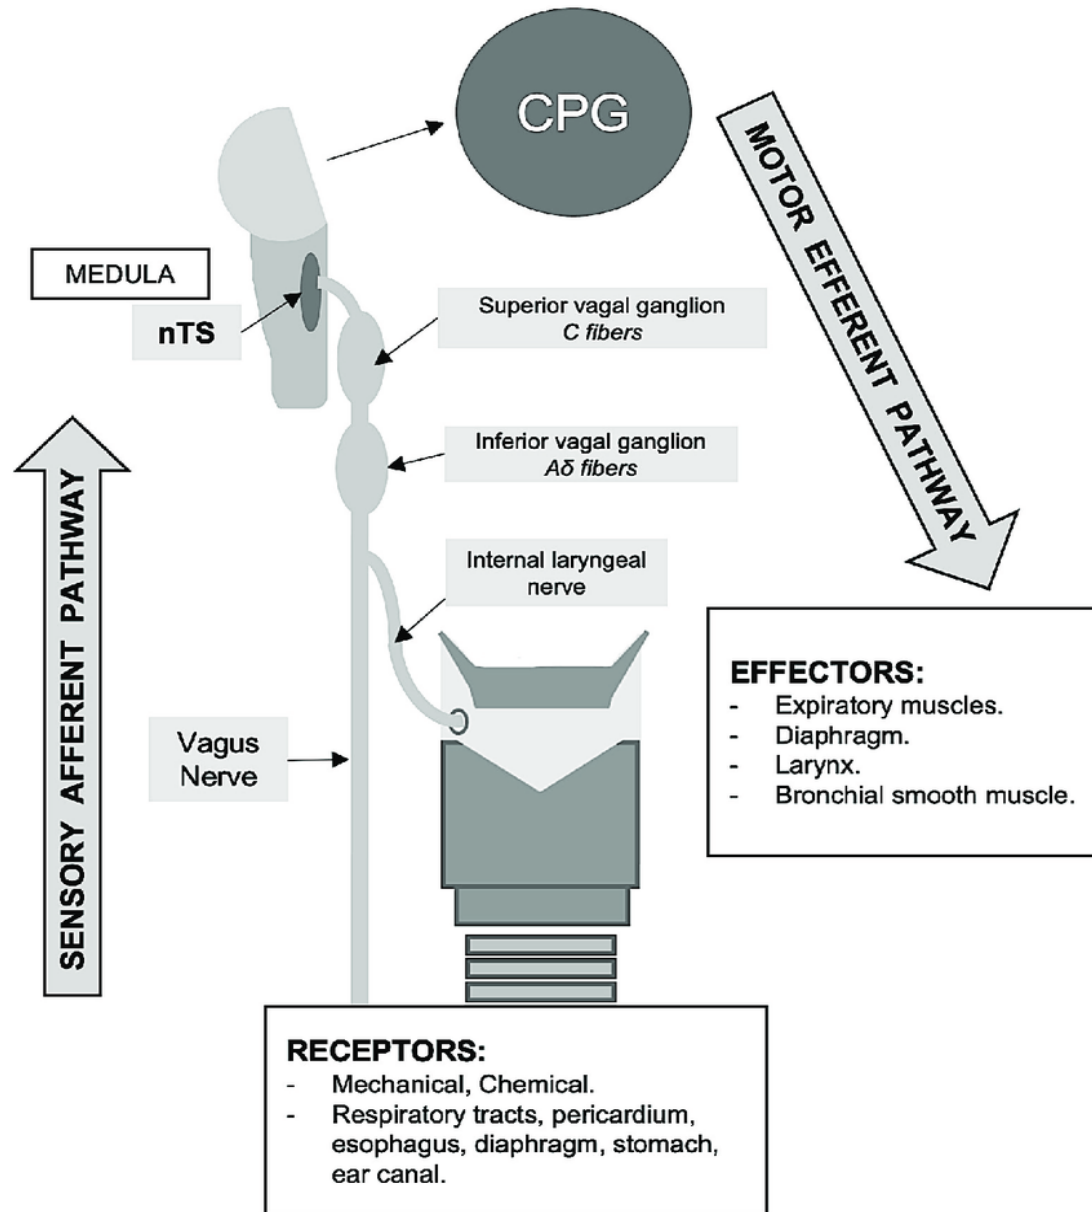 CPG
MOTOR EFFERENT PATHWAY
MEDULA
nTS
Superior vagal ganglion
C fibers
Inferior vagal ganglion
Aδ fibers
SENSORY AFFERENT PATHWAY
Internal laryngeal
nerve
Vagus
Nerve
EFFECTORS:
- Expiratory muscles.
- Diaphragm.
- Larynx.
- Bronchial smooth muscle.
RECEPTORS:
- Mechanical, Chemical.
- Respiratory tracts, pericardium,
esophagus, diaphragm, stomach,
ear canal.